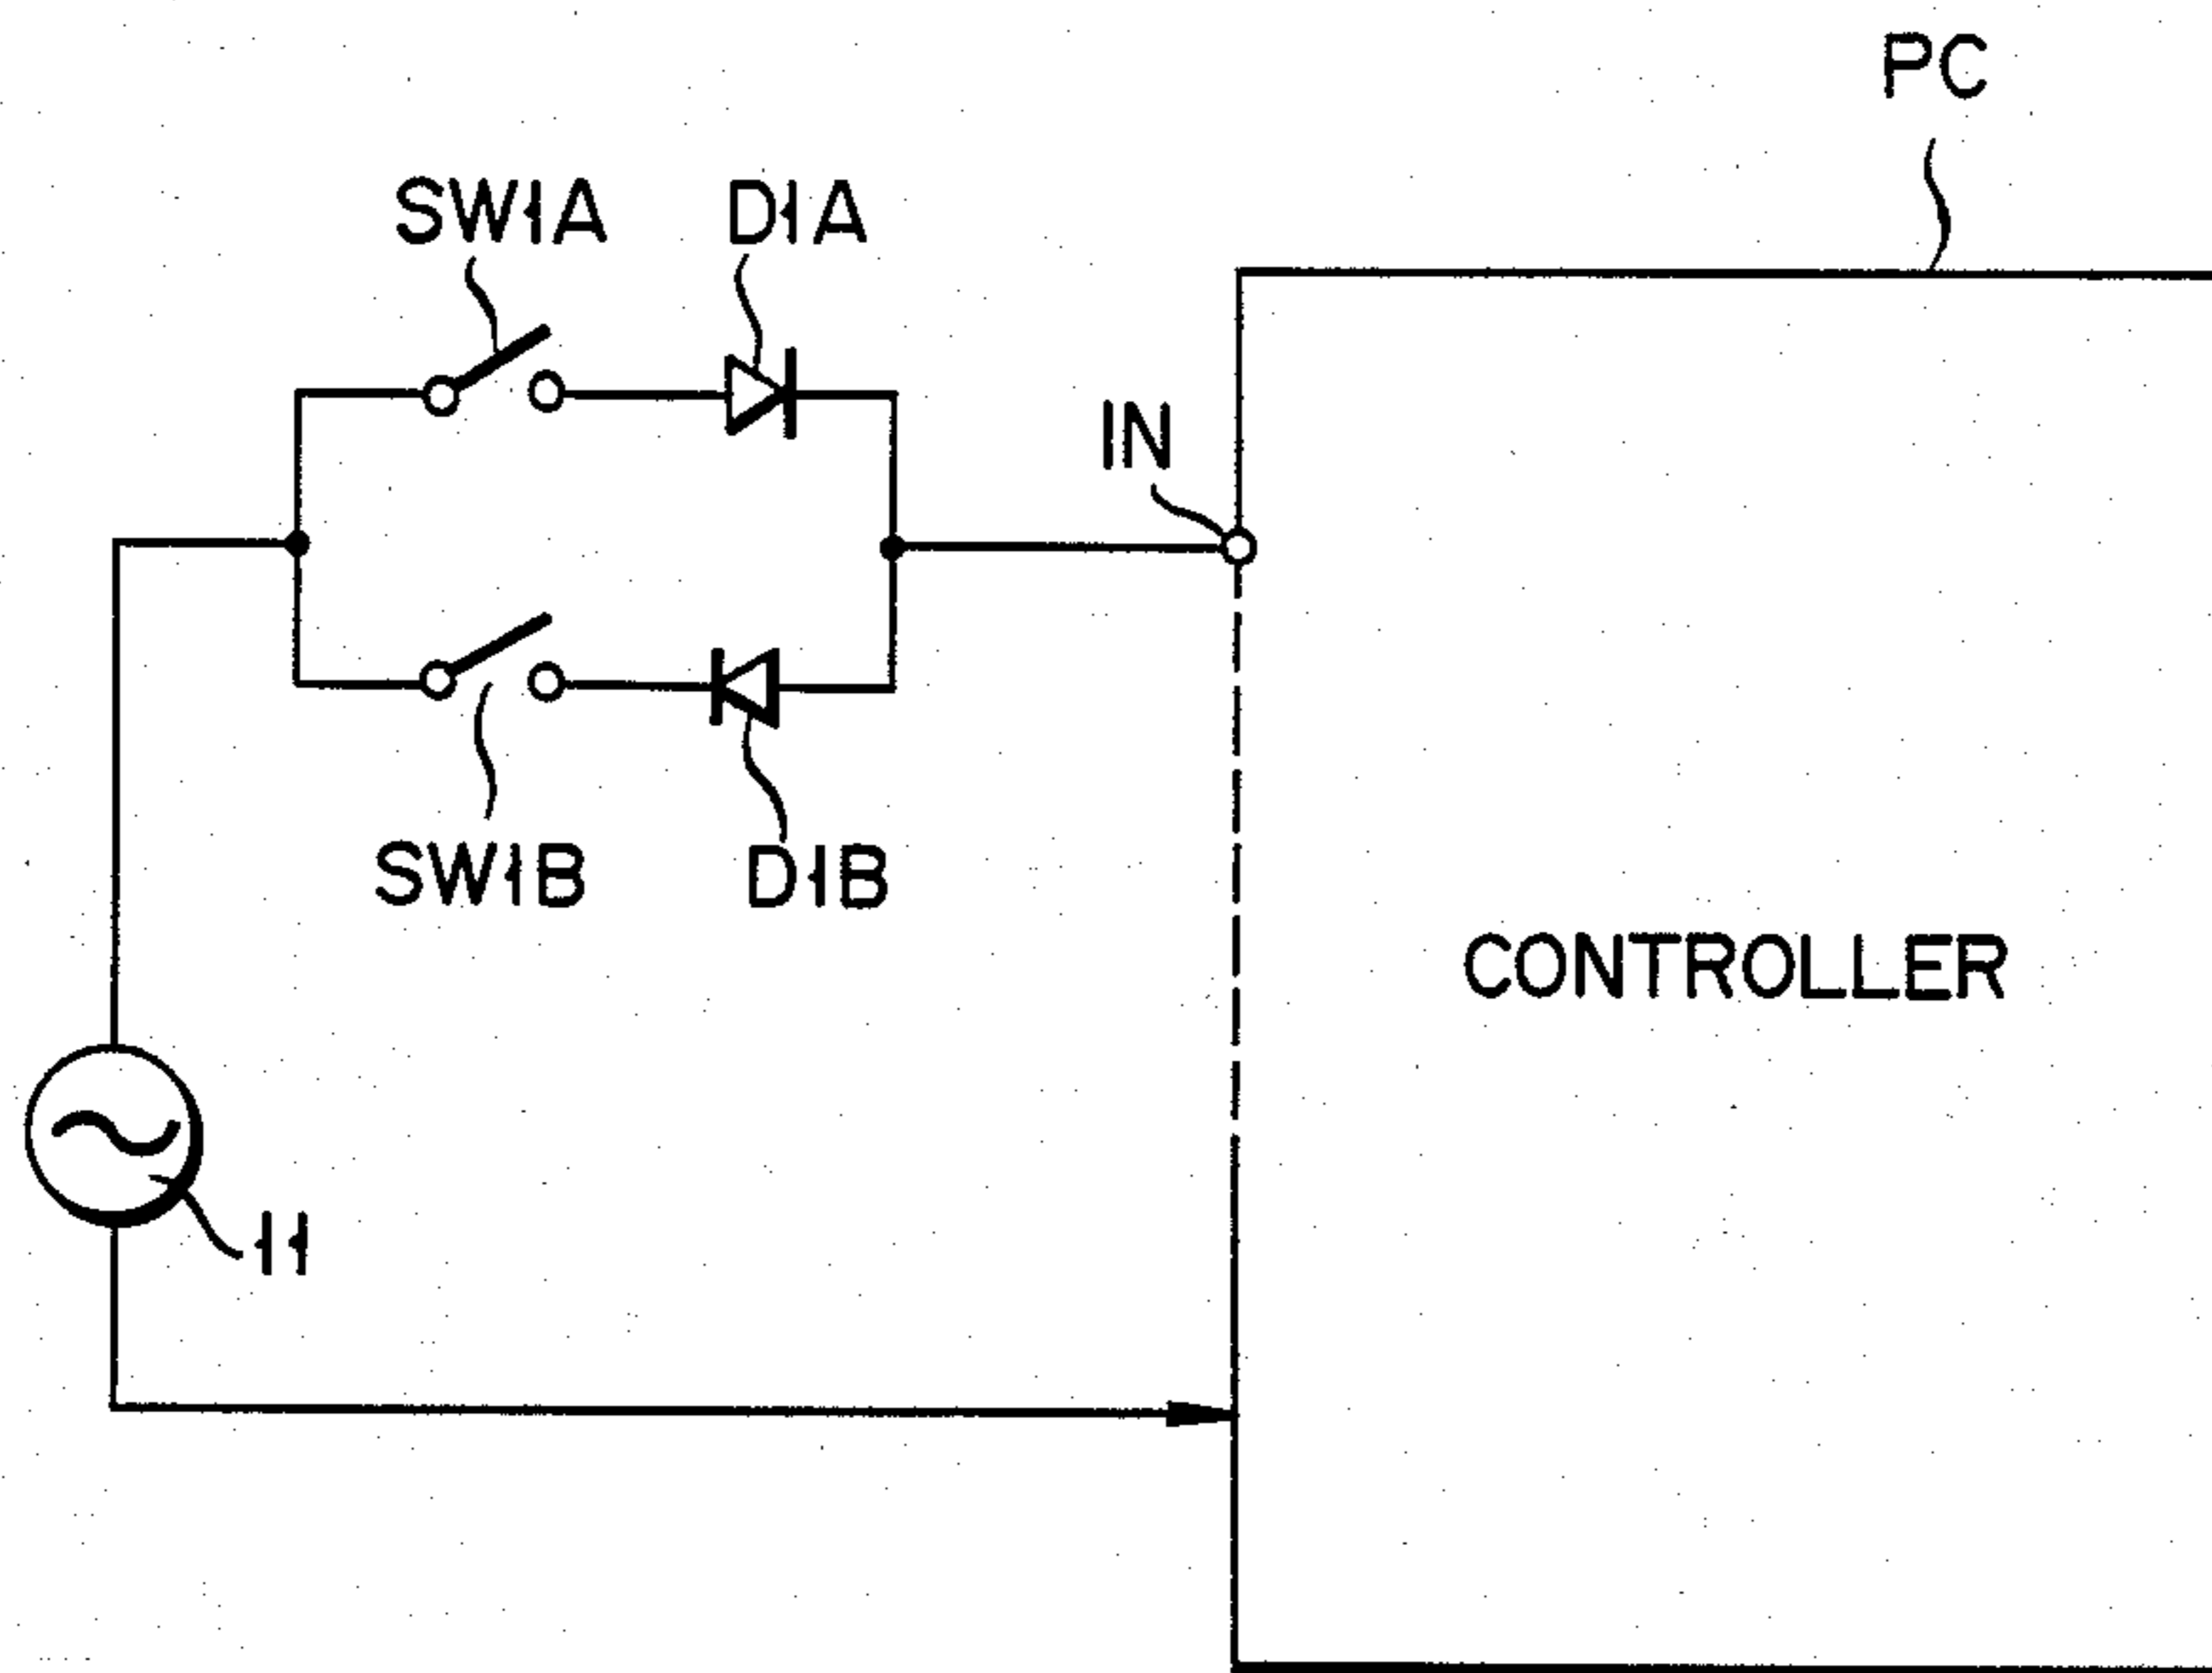 PC
SW1A
D1A
IN
SW1B
D1B
CONTROLLER
11